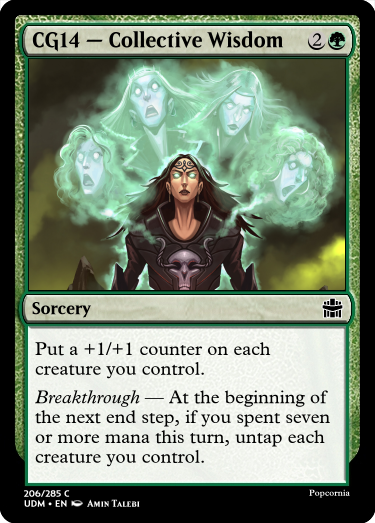 CG14 — Collective Wisdom 2
Sorcery
Put a +1/+1 counter on each
creature you control.
Breakthrough — At the beginning of
the next end step, if you spent seven
or more mana this turn, untap each
creature you control.
206/285 C
Popcornia
UDM • EN Amin Talebi